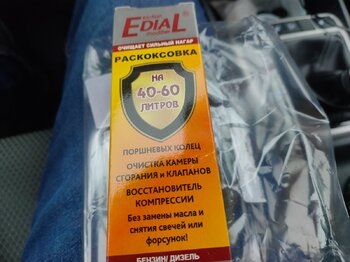 EDIAL
ОЧИЩАЕТ СИЛЬНЫЙ НАГАР
РАСКОКСОВКА
НА
40-60
ЛИТРОВ
ПОРШНЕВЫХ КОЛЕЦ
ОЧИСТКА КАМЕРЫ
СГОРАНИЯ и КЛАПАНОВ
ВОССТАНОВИТЕЛЬ
КОМПРЕССИИ
Без замены масла и
снятия свечей или
форсунок!
БЕНЗИН/ ДИЗЕЛЬ